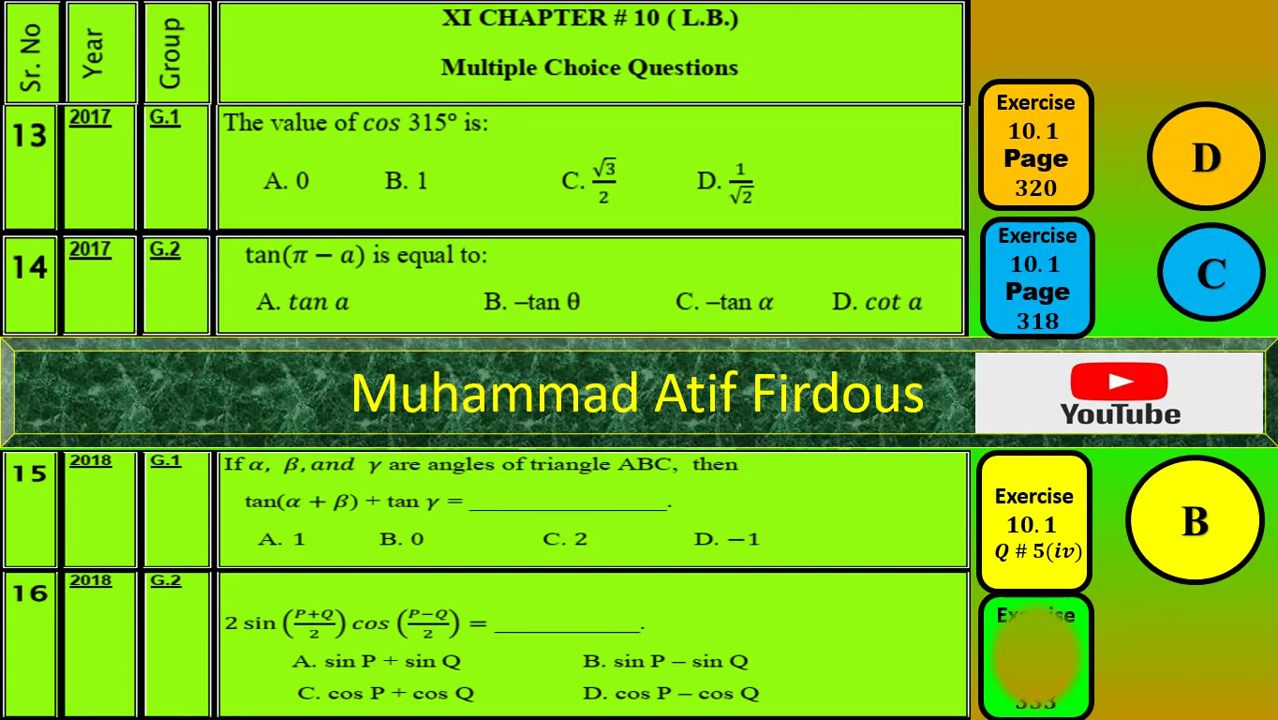 Sr. No
Year
Group
XI CHAPTER # 10 ( L.B.)
Multiple Choice Questions
13
2017
G.1
The value of cos 315° is:
A. 0 B. 1 C. √3/2 D. 1/√2
Exercise
10. 1
Page
320
D
14
2017
G.2
tan(π − a) is equal to:
A. tan a B. –tan θ C. –tan α D. cot a
Exercise
10. 1
Page
318
C
Muhammad Atif Firdous
YouTube
15
2018
G.1
If α, β, and γ are angles of triangle ABC, then
tan(α + β) + tan γ = ________________.
A. 1 B. 0 C. 2 D. −1
Exercise
10. 1
Q # 5(iv)
B
16
2018
G.2
2 sin (P+Q/2) cos (P−Q/2) = ____________.
A. sin P + sin Q B. sin P − sin Q
C. cos P + cos Q D. cos P − cos Q